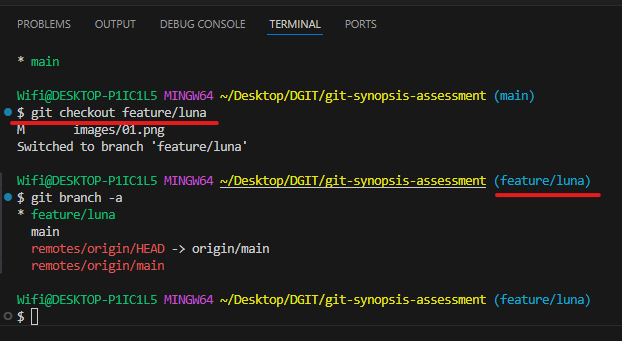 PROBLEMS OUTPUT DEBUG CONSOLE TERMINAL PORTS
* main
Wifi@DESKTOP-P1IC1L5 MINGW64 ~/Desktop/DGIT/git-synopsis-assessment (main)
$ git checkout feature/luna
M images/01.png
Switched to branch 'feature/luna'
Wifi@DESKTOP-P1IC1L5 MINGW64 ~/Desktop/DGIT/git-synopsis-assessment (feature/luna)
$ git branch -a
* feature/luna
main
remotes/origin/HEAD -> origin/main
remotes/origin/main
Wifi@DESKTOP-P1IC1L5 MINGW64 ~/Desktop/DGIT/git-synopsis-assessment (feature/luna)
$